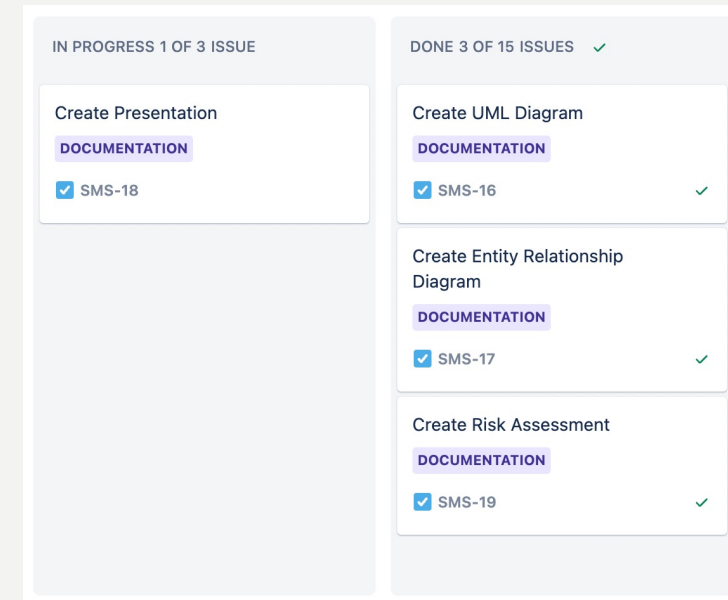 IN PROGRESS 1 OF 3 ISSUE
Create Presentation
DOCUMENTATION
SMS-18
DONE 3 OF 15 ISSUES
Create UML Diagram
DOCUMENTATION
SMS-16
Create Entity Relationship
Diagram
DOCUMENTATION
SMS-17
Create Risk Assessment
DOCUMENTATION
SMS-19